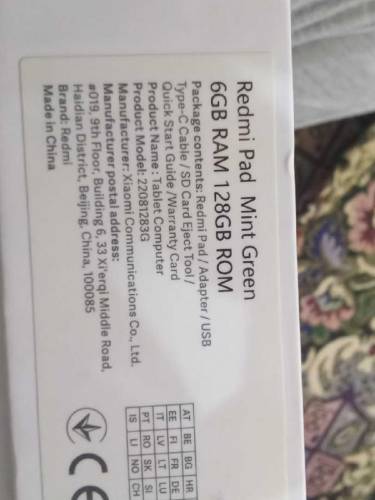 Redmi Pad Mint Green
6GB RAM 128GB ROM
Package contents: Redmi Pad / Adapter / USB
Type-C Cable / SD Card Eject Tool /
Quick Start Guide /Warranty Card
Product Name : Tablet Computer
Product Model: 22081283G
Manufacturer: Xiaomi Communications Co., Ltd.
Manufacturer postal address:
#019, 9th Floor, Building 6, 33 Xi'erqi Middle Road,
Haidian District, Beijing, China, 100085
Brand: Redmi
Made in China
AT BE BG HR
EE FI FR DE
IT LV LT LU
PT RO SK SI
IS LI NO CH
CE